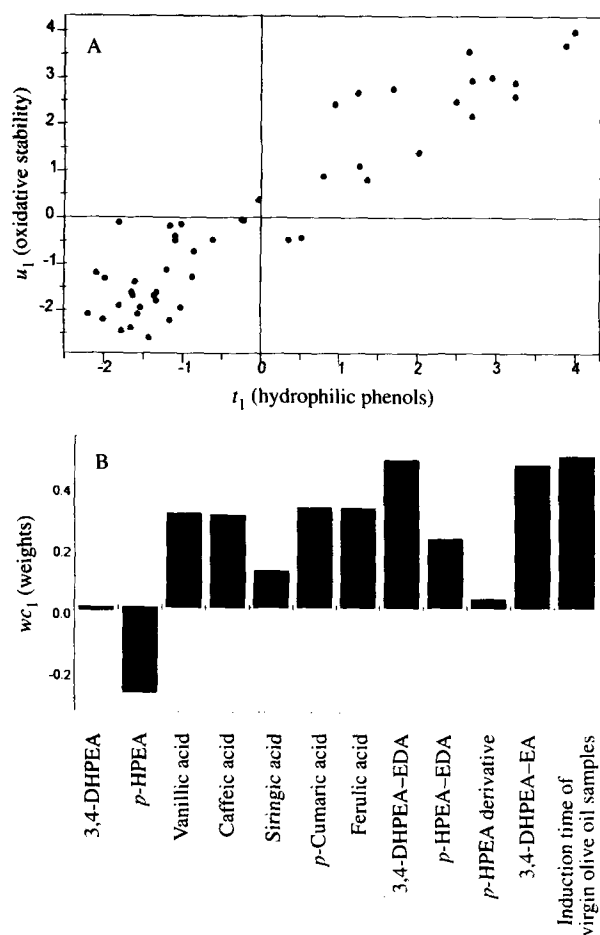 A
4
3
2
1
0
-1
-2
u1 (oxidative stability)
-2 -1 0 1 2 3 4
t1 (hydrophilic phenols)
B
0.4
0.2
0.0
-0.2
wc1 (weights)
3,4-DHPEA
p-HPEA
Vanillic acid
Caffeic acid
Siringic acid
p-Cumaric acid
Ferulic acid
3,4-DHPEA–EDA
p-HPEA–EDA
p-HPEA derivative
3,4-DHPEA–EA
Induction time of
virgin olive oil samples